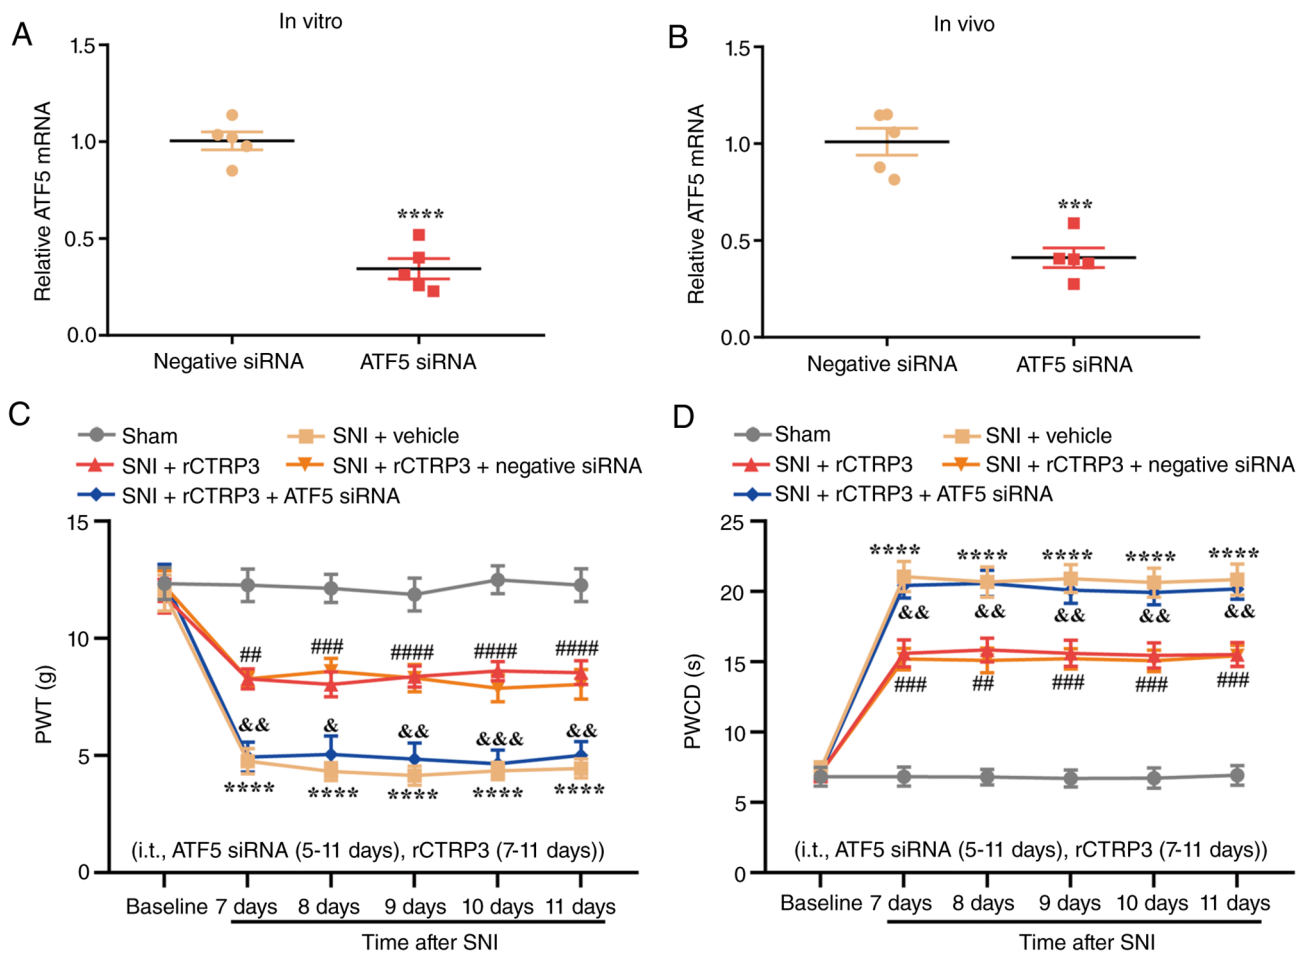 A
In vitro
Relative ATF5 mRNA
1.5
1.0
0.5
0.0
****
Negative siRNA
ATF5 siRNA
B
In vivo
Relative ATF5 mRNA
1.5
1.0
0.5
0.0
***
Negative siRNA
ATF5 siRNA
C
Sham
SNI + vehicle
SNI + rCTRP3
SNI + rCTRP3 + negative siRNA
SNI + rCTRP3 + ATF5 siRNA
PWT (g)
15
10
5
0
## ### #### #### ####
&& & && &&& &&
**** **** **** **** ****
(i.t., ATF5 siRNA (5-11 days), rCTRP3 (7-11 days))
Baseline 7 days 8 days 9 days 10 days 11 days
Time after SNI
D
Sham
SNI + vehicle
SNI + rCTRP3
SNI + rCTRP3 + negative siRNA
SNI + rCTRP3 + ATF5 siRNA
PWCD (s)
25
20
15
10
5
0
**** **** **** **** ****
&& && && && &&
### ## ### ### ###
(i.t., ATF5 siRNA (5-11 days), rCTRP3 (7-11 days))
Baseline 7 days 8 days 9 days 10 days 11 days
Time after SNI